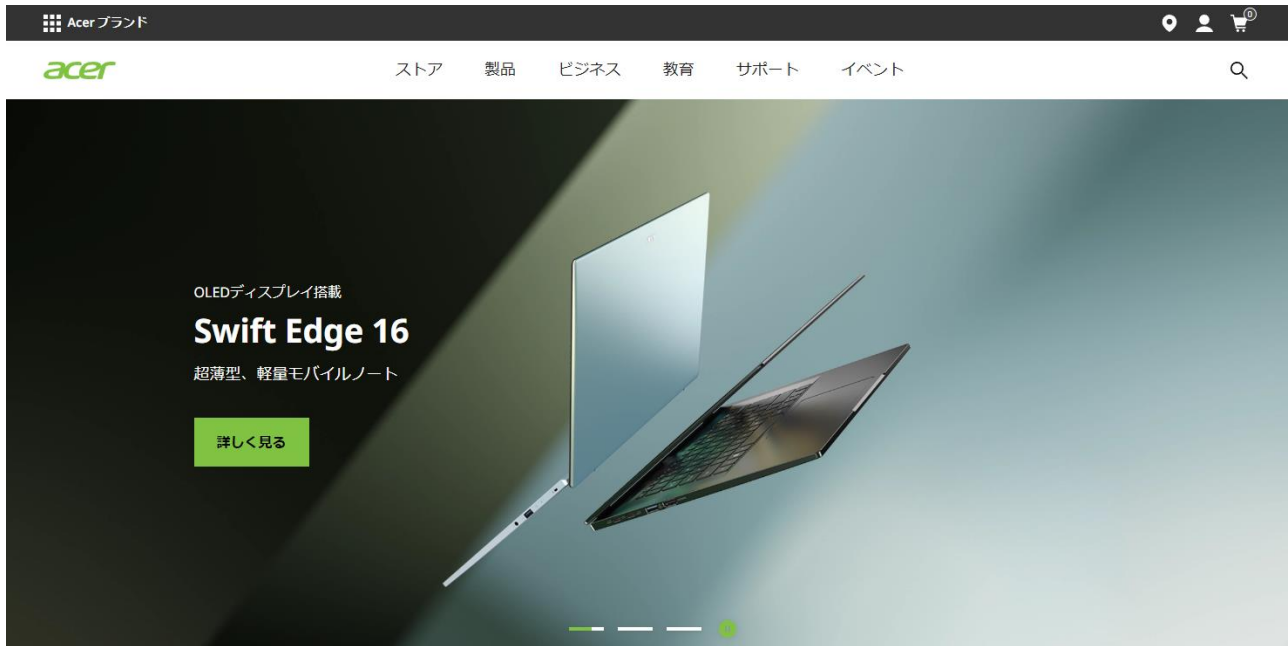 Acer ブランド
0
acer
ストア 製品 ビジネス 教育 サポート イベント
OLEDディスプレイ搭載
Swift Edge 16
超薄型、軽量モバイルノート
詳しく見る